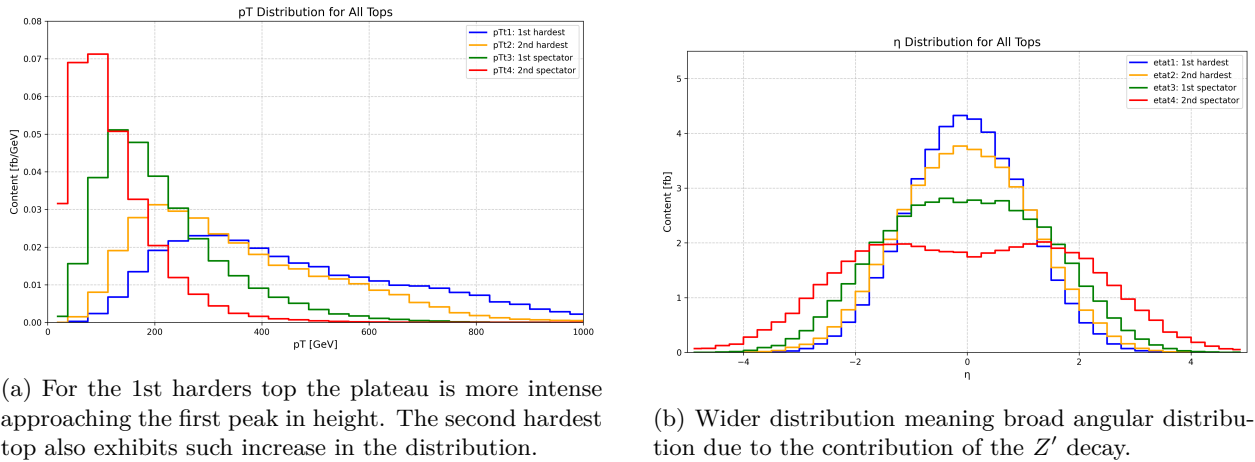 pT Distribution for All Tops
0.08
0.07
0.06
0.05
0.04
0.03
0.02
0.01
0.00
Content [fb/GeV]
0 200 400 600 800 1000
pT [GeV]
pTt1: 1st hardest
pTt2: 2nd hardest
pTt3: 1st spectator
pTt4: 2nd spectator
(a) For the 1st harders top the plateau is more intense
approaching the first peak in height. The second hardest
top also exhibits such increase in the distribution.
η Distribution for All Tops
5
4
3
2
1
0
Content [fb]
−4 −2 0 2 4
η
etat1: 1st hardest
etat2: 2nd hardest
etat3: 1st spectator
etat4: 2nd spectator
(b) Wider distribution meaning broad angular distribu-
tion due to the contribution of the Z′ decay.